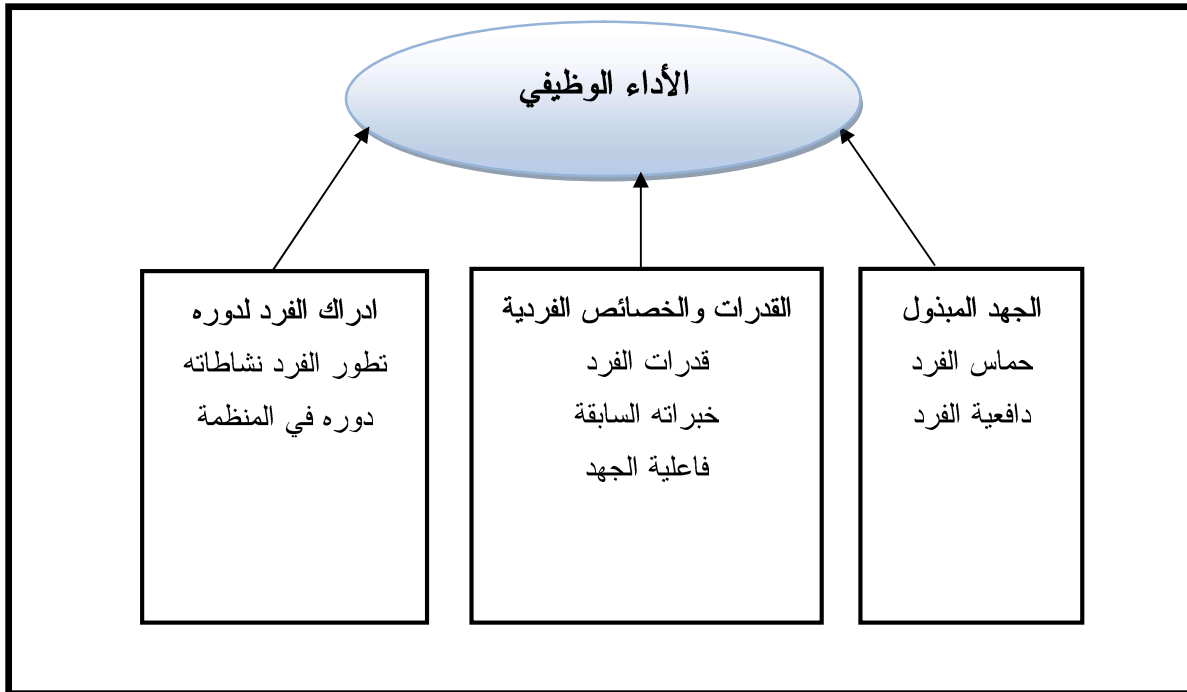 الأداء الوظيفي
الجهد المبذول
حماس الفرد
دافعية الفرد
القدرات والخصائص الفردية
قدرات الفرد
خبراته السابقة
فاعلية الجهد
ادراك الفرد لدوره
تطور الفرد نشاطاته
دوره في المنظمة